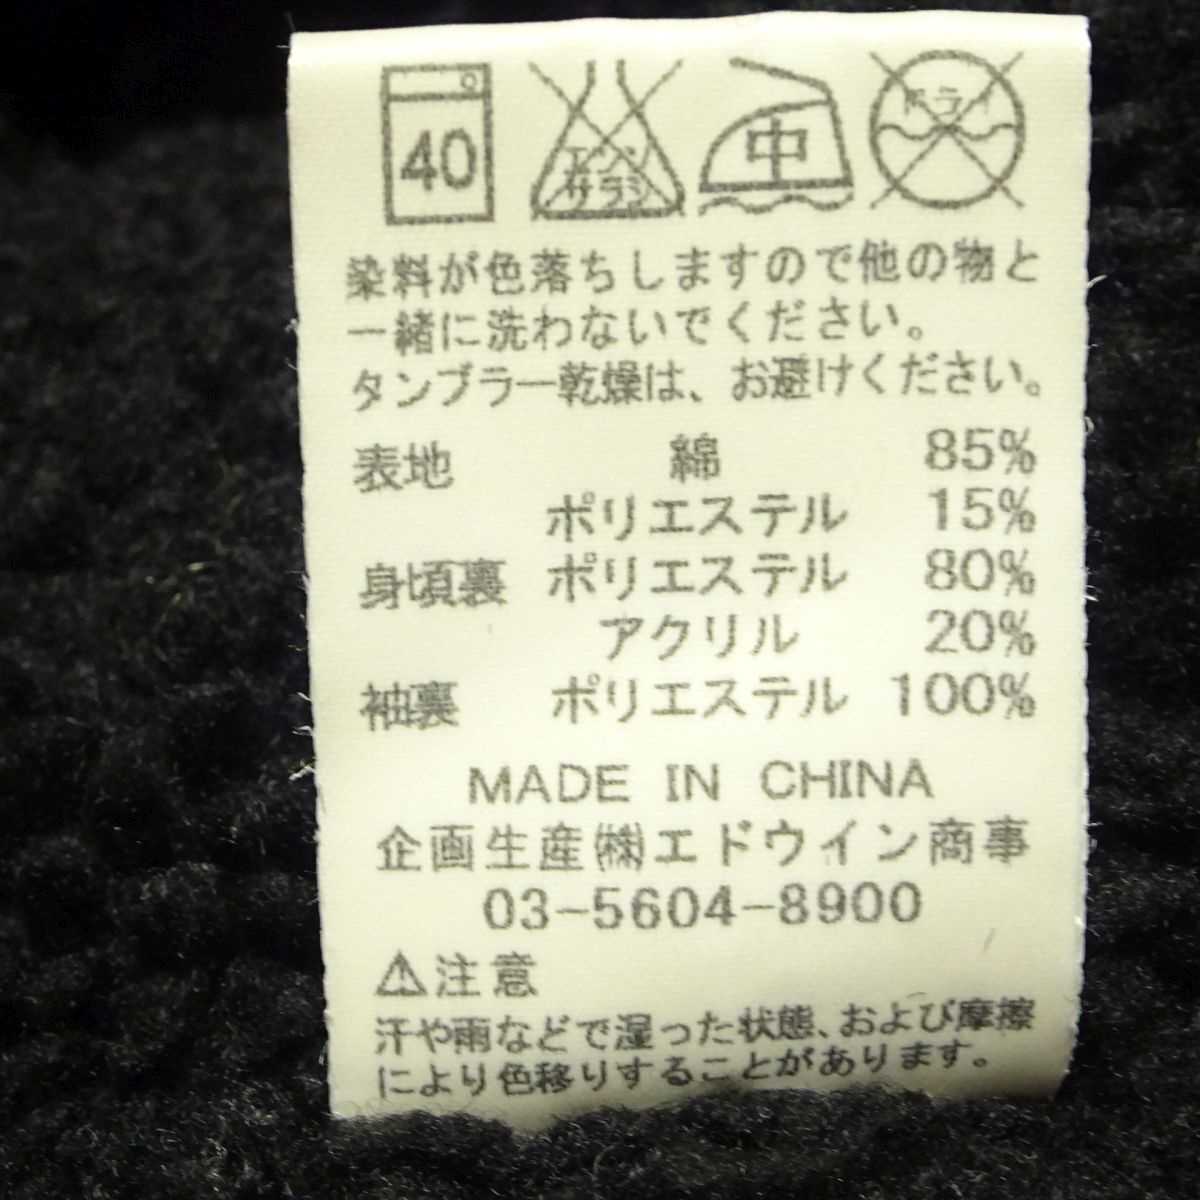 40 エンソ サラシ 中 ドライ
染料が色落ちしますので他の物と
一緒に洗わないでください。
タンブラー乾燥は、お避けください。
表地 綿 85%
ポリエステル 15%
身頃裏 ポリエステル 80%
アクリル 20%
袖裏 ポリエステル 100%
MADE IN CHINA
企画生産㈱エドウイン商事
03-5604-8900
⚠注意
汗や雨などで湿った状態、および摩擦
により色移りすることがあります。